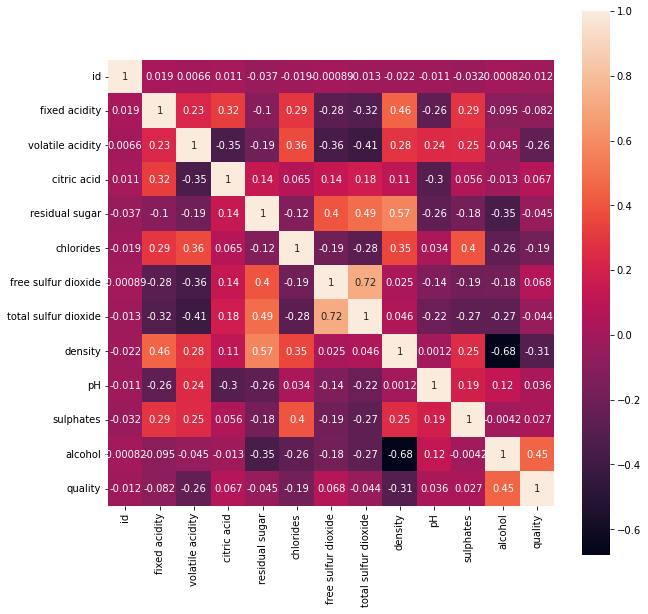 id 1 0.019 0.0066 0.011 -0.037 -0.019 -0.00089 -0.013 -0.022 -0.011 -0.032 -0.00082 -0.012
fixed acidity 0.019 1 0.23 0.32 -0.1 0.29 -0.28 -0.32 0.46 -0.26 0.29 -0.095 -0.082
volatile acidity 0.0066 0.23 1 -0.35 -0.19 0.36 -0.36 -0.41 0.28 0.24 0.25 -0.045 -0.26
citric acid 0.011 0.32 -0.35 1 0.14 0.065 0.14 0.18 0.11 -0.3 0.056 -0.013 0.067
residual sugar -0.037 -0.1 -0.19 0.14 1 -0.12 0.4 0.49 0.57 -0.26 -0.18 -0.35 -0.045
chlorides -0.019 0.29 0.36 0.065 -0.12 1 -0.19 -0.28 0.35 0.034 0.4 -0.26 -0.19
free sulfur dioxide 0.00089 -0.28 -0.36 0.14 0.4 -0.19 1 0.72 0.025 -0.14 -0.19 -0.18 0.068
total sulfur dioxide -0.013 -0.32 -0.41 0.18 0.49 -0.28 0.72 1 0.046 -0.22 -0.27 -0.27 -0.044
density -0.022 0.46 0.28 0.11 0.57 0.35 0.025 0.046 1 0.0012 0.25 -0.68 -0.31
pH -0.011 -0.26 0.24 -0.3 -0.26 0.034 -0.14 -0.22 0.0012 1 0.19 0.12 0.036
sulphates -0.032 0.29 0.25 0.056 -0.18 0.4 -0.19 -0.27 0.25 0.19 1 -0.0042 0.027
alcohol 0.00082 -0.095 -0.045 -0.013 -0.35 -0.26 -0.18 -0.27 -0.68 0.12 -0.0042 1 0.45
quality -0.012 -0.082 -0.26 0.067 -0.045 -0.19 0.068 -0.044 -0.31 0.036 0.027 0.45 1
id
fixed acidity
volatile acidity
citric acid
residual sugar
chlorides
free sulfur dioxide
total sulfur dioxide
density
pH
sulphates
alcohol
quality
1.0
0.8
0.6
0.4
0.2
0.0
−0.2
−0.4
−0.6